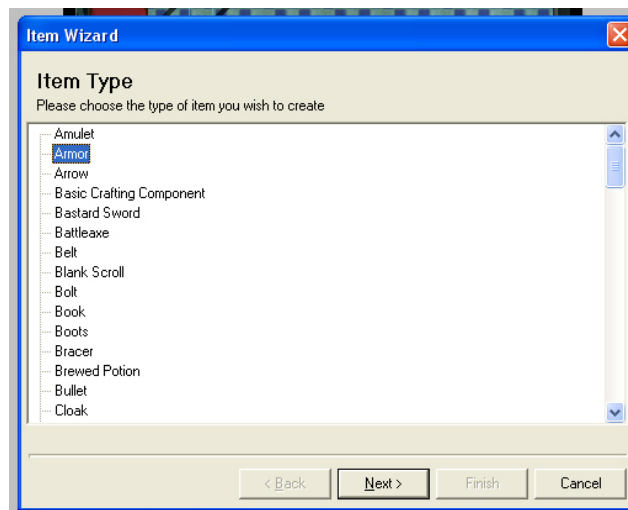 Item Wizard
Item Type
Please choose the type of item you wish to create
Amulet
Armor
Arrow
Basic Crafting Component
Bastard Sword
Battleaxe
Belt
Blank Scroll
Bolt
Book
Boots
Bracer
Brewed Potion
Bullet
Cloak
< Back Next > Finish Cancel